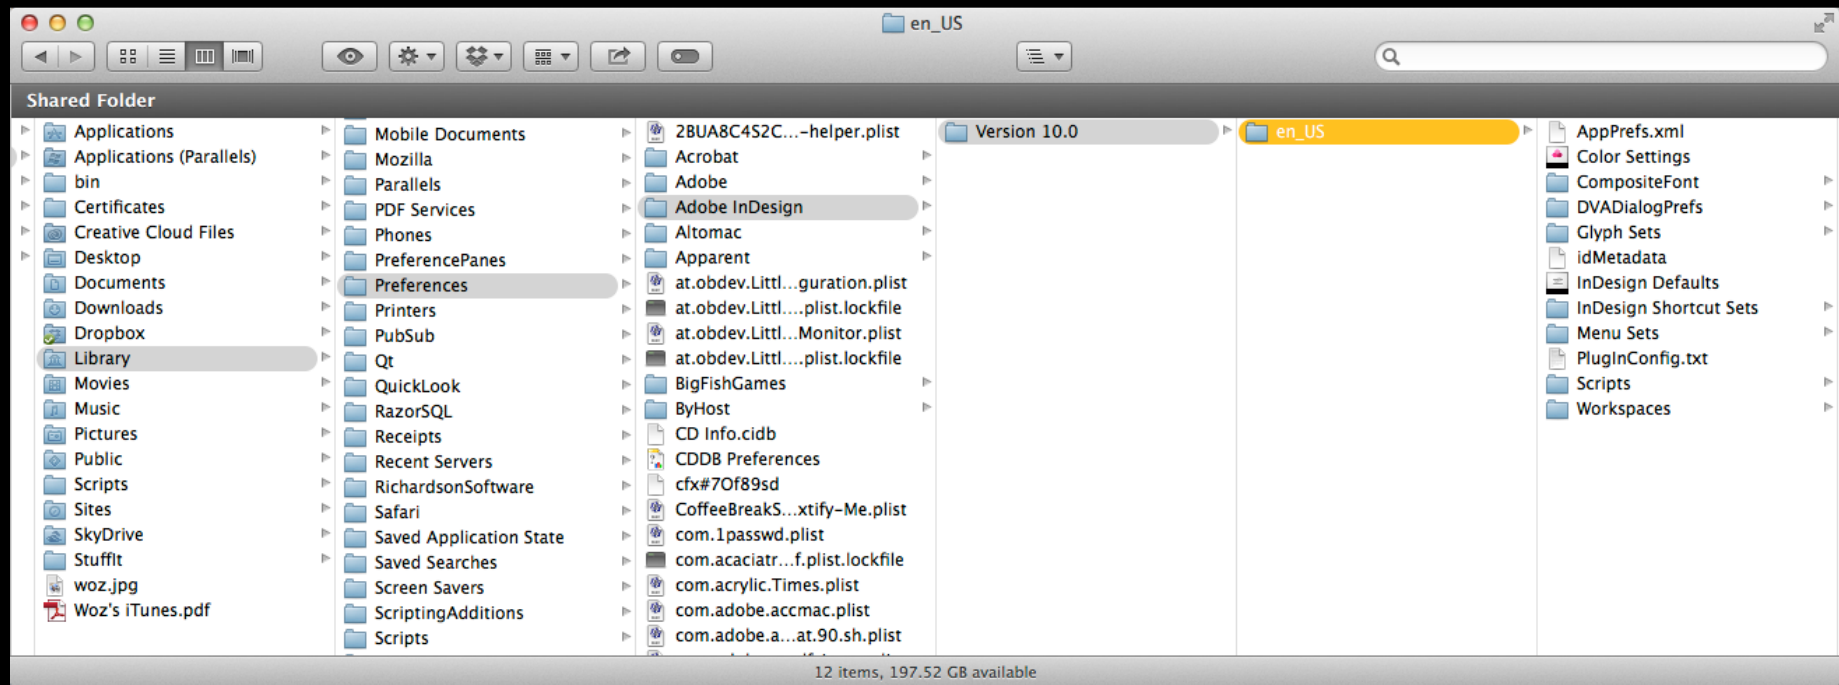 en_US
Shared Folder
Applications
Applications (Parallels)
bin
Certificates
Creative Cloud Files
Desktop
Documents
Downloads
Dropbox
Library
Movies
Music
Pictures
Public
Scripts
Sites
SkyDrive
StuffIt
woz.jpg
Woz's iTunes.pdf
Mobile Documents
Mozilla
Parallels
PDF Services
Phones
PreferencePanes
Preferences
Printers
PubSub
Qt
QuickLook
RazorSQL
Receipts
Recent Servers
RichardsonSoftware
Safari
Saved Application State
Saved Searches
Screen Savers
ScriptingAdditions
Scripts
2BUA8C4S2C...-helper.plist
Acrobat
Adobe
Adobe InDesign
Altomac
Apparent
at.obdev.Littl...guration.plist
at.obdev.Littl....plist.lockfile
at.obdev.Littl...Monitor.plist
at.obdev.Littl....plist.lockfile
BigFishGames
ByHost
CD Info.cidb
CDDB Preferences
cfx#7Of89sd
CoffeeBreakS...xtify-Me.plist
com.1passwd.plist
com.acaciatr...f.plist.lockfile
com.acrylic.Times.plist
com.adobe.accmac.plist
com.adobe.a...at.90.sh.plist
Version 10.0
en_US
AppPrefs.xml
Color Settings
CompositeFont
DVADialogPrefs
Glyph Sets
idMetadata
InDesign Defaults
InDesign Shortcut Sets
Menu Sets
PlugInConfig.txt
Scripts
Workspaces
12 items, 197.52 GB available